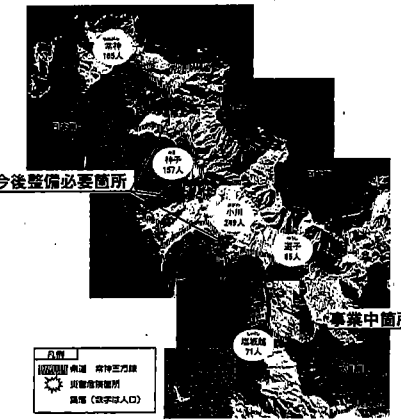 常神
165人
神子
157人
今後整備必要箇所
小川
249人
遊子
85人
事業中箇所
塩坂越
71人
凡例
県道 常神三方線
災害危険箇所
集落（数字は人口）